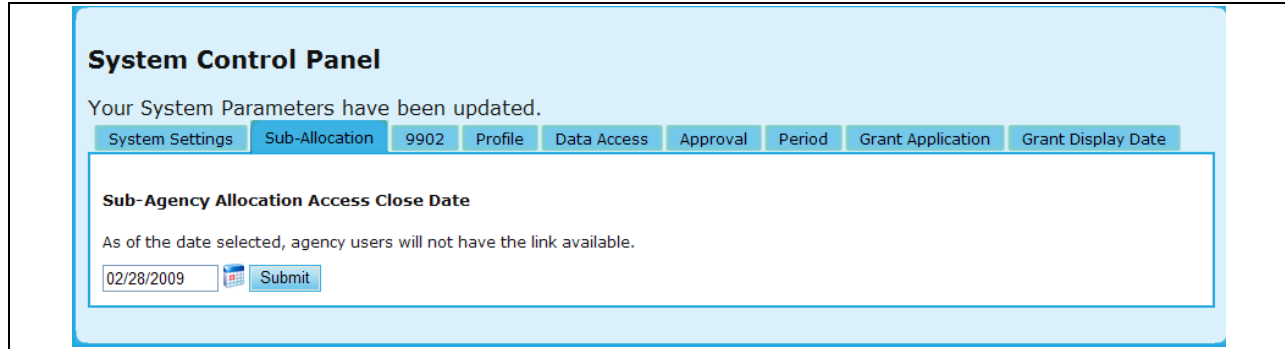 System Control Panel
Your System Parameters have been updated.
System Settings Sub-Allocation 9902 Profile Data Access Approval Period Grant Application Grant Display Date
Sub-Agency Allocation Access Close Date
As of the date selected, agency users will not have the link available.
02/28/2009 Submit